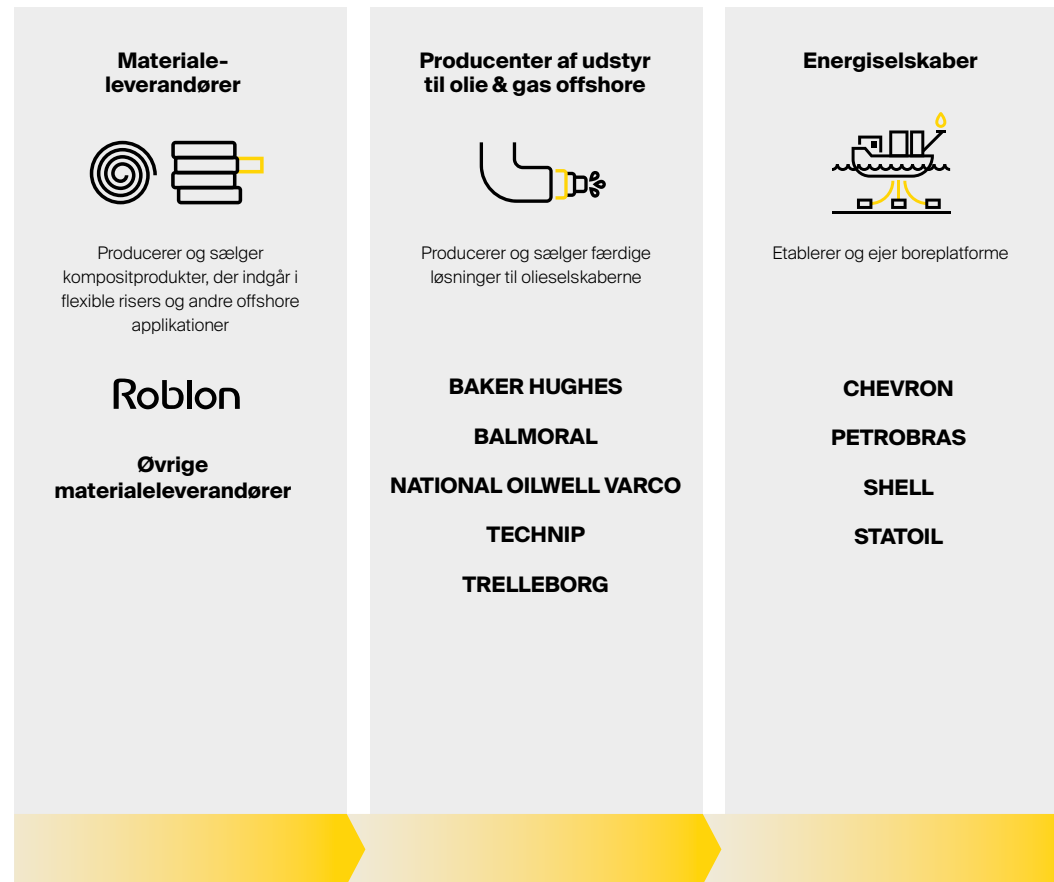 Materiale-
leverandører
Producerer og sælger
kompositprodukter, der indgår i
flexible risers og andre offshore
applikationer
Roblon
Øvrige
materialeleverandører
Producenter af udstyr
til olie & gas offshore
Producerer og sælger færdige
løsninger til olieselskaberne
BAKER HUGHES
BALMORAL
NATIONAL OILWELL VARCO
TECHNIP
TRELLEBORG
Energiselskaber
Etablerer og ejer boreplatforme
CHEVRON
PETROBRAS
SHELL
STATOIL